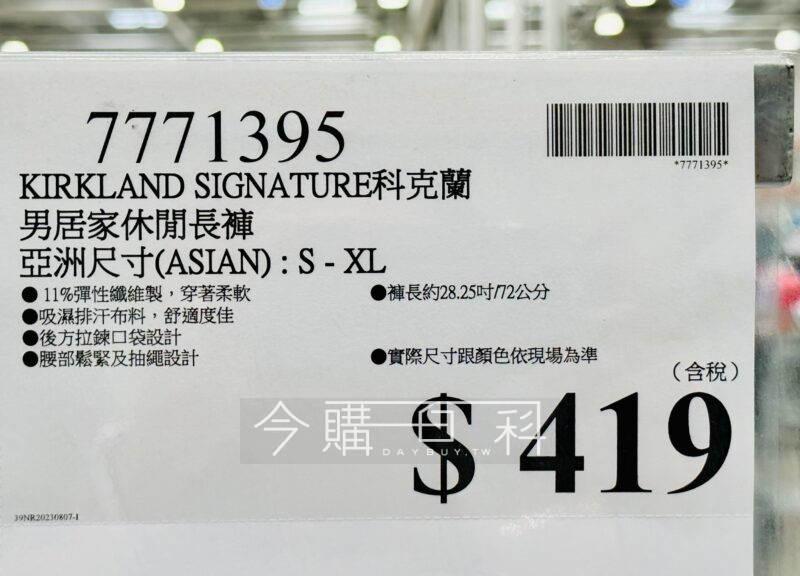 7771395
*7771395*
KIRKLAND SIGNATURE科克蘭
男居家休閒長褲
亞洲尺寸(ASIAN) : S - XL
●11%彈性纖維製，穿著柔軟
●吸濕排汗布料，舒適度佳
●後方拉鍊口袋設計
●腰部鬆緊及抽繩設計
●褲長約28.25吋/72公分
●實際尺寸跟顏色依現場為準
（含稅）
$ 419
今購百科
DAYBUY.TW
39NR20230807-1